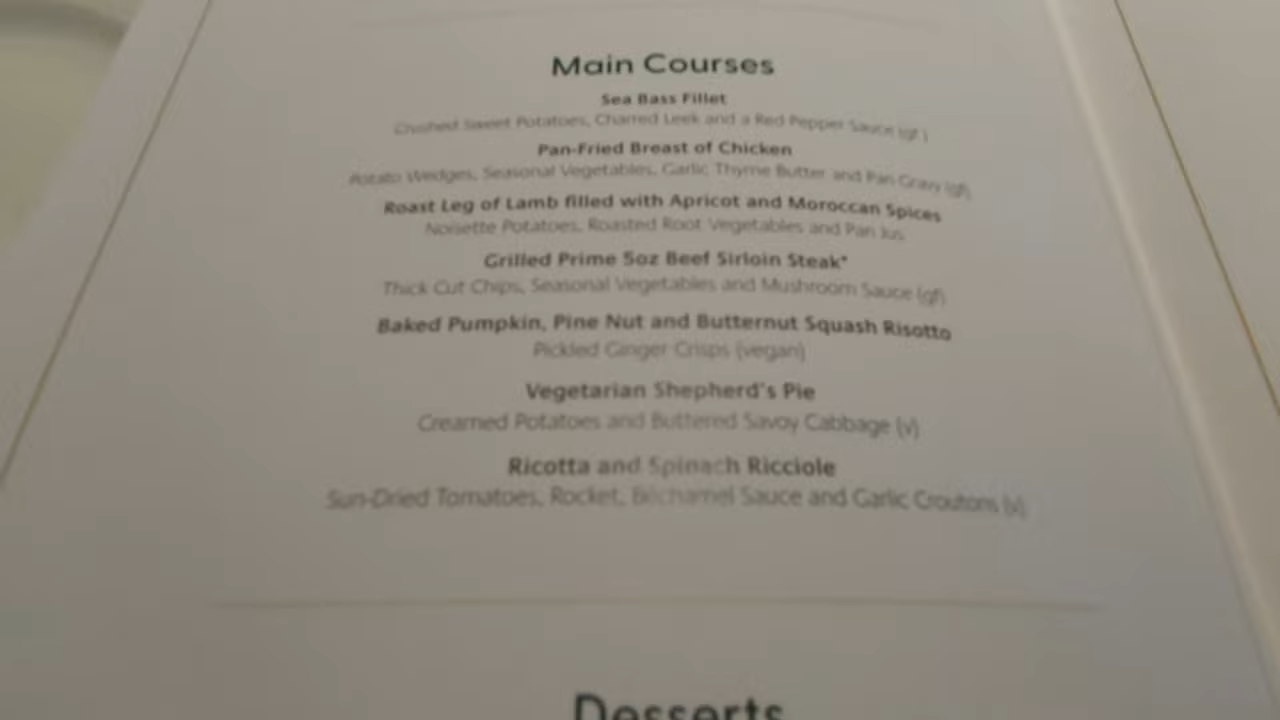 Main Courses
Sea Bass Fillet
Crushed Sweet Potatoes, Charred Leek and a Red Pepper Sauce (gf)
Pan-Fried Breast of Chicken
Potato Wedges, Seasonal Vegetables, Garlic Thyme Butter and Pan Gravy (gf)
Roast Leg of Lamb filled with Apricot and Moroccan Spices
Noisette Potatoes, Roasted Root Vegetables and Pan Jus
Grilled Prime 5oz Beef Sirloin Steak*
Thick Cut Chips, Seasonal Vegetables and Mushroom Sauce (gf)
Baked Pumpkin, Pine Nut and Butternut Squash Risotto
Pickled Ginger Crisps (vegan)
Vegetarian Shepherd's Pie
Creamed Potatoes and Buttered Savoy Cabbage (v)
Ricotta and Spinach Ricciole
Sun-Dried Tomatoes, Rocket, Béchamel Sauce and Garlic Croutons (v)
Desserts